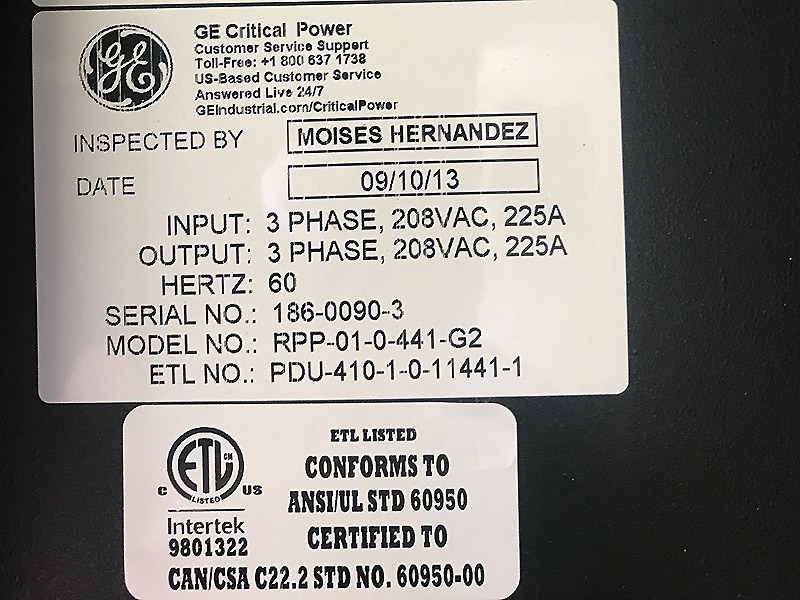 GE
GE Critical Power
Customer Service Support
Toll-Free: +1 800 637 1738
US-Based Customer Service
Answered Live 24/7
GEIndustrial.com/CriticalPower
INSPECTED BY MOISES HERNANDEZ
DATE 09/10/13
INPUT: 3 PHASE, 208VAC, 225A
OUTPUT: 3 PHASE, 208VAC, 225A
HERTZ: 60
SERIAL NO.: 186-0090-3
MODEL NO.: RPP-01-0-441-G2
ETL NO.: PDU-410-1-0-11441-1
ETL CM
LISTED
C US
Intertek
9801322
ETL LISTED
CONFORMS TO
ANSI/UL STD 60950
CERTIFIED TO
CAN/CSA C22.2 STD NO. 60950-00